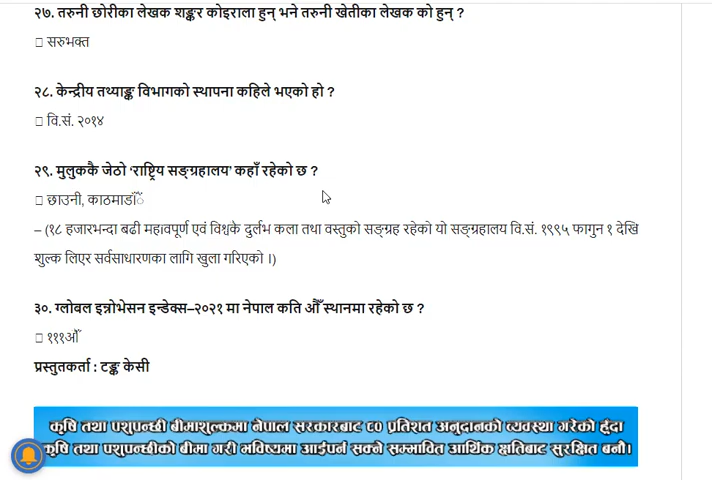 २७. तरुनी छोरीका लेखक शङ्कर कोइराला हुन् भने तरुनी खेतीका लेखक को हुन् ?
□ सरुभक्त
२८. केन्द्रीय तथ्याङ्क विभागको स्थापना कहिले भएको हो ?
□ वि.सं. २०१४
२९. मुलुककै जेठो ‘राष्ट्रिय सङ्ग्रहालय’ कहाँ रहेको छ ?
□ छाउनी, काठमाडाैँ
– (१८ हजारभन्दा बढी महत्वपूर्ण एवं विश्वके दुर्लभ कला तथा वस्तुको सङ्ग्रह रहेको यो सङ्ग्रहालय वि.सं. १९९५ फागुन १ देखि
शुल्क लिएर सर्वसाधारणका लागि खुला गरिएको ।)
३०. ग्लोबल इन्नोभेसन इन्डेक्स–२०२१ मा नेपाल कति औँ स्थानमा रहेको छ ?
□ १११औँ
प्रस्तुतकर्ता : टङ्क केसी
कृषि तथा पशुपन्छी बीमाशुल्कमा नेपाल सरकारबाट ८० प्रतिशत अनुदानको व्यवस्था गरेको हुँदा
कृषि तथा पशुपन्छीको बीमा गरी भविष्यमा आईपर्न सक्ने सम्भावित आर्थिक क्षतिबाट सुरक्षित बनौं।